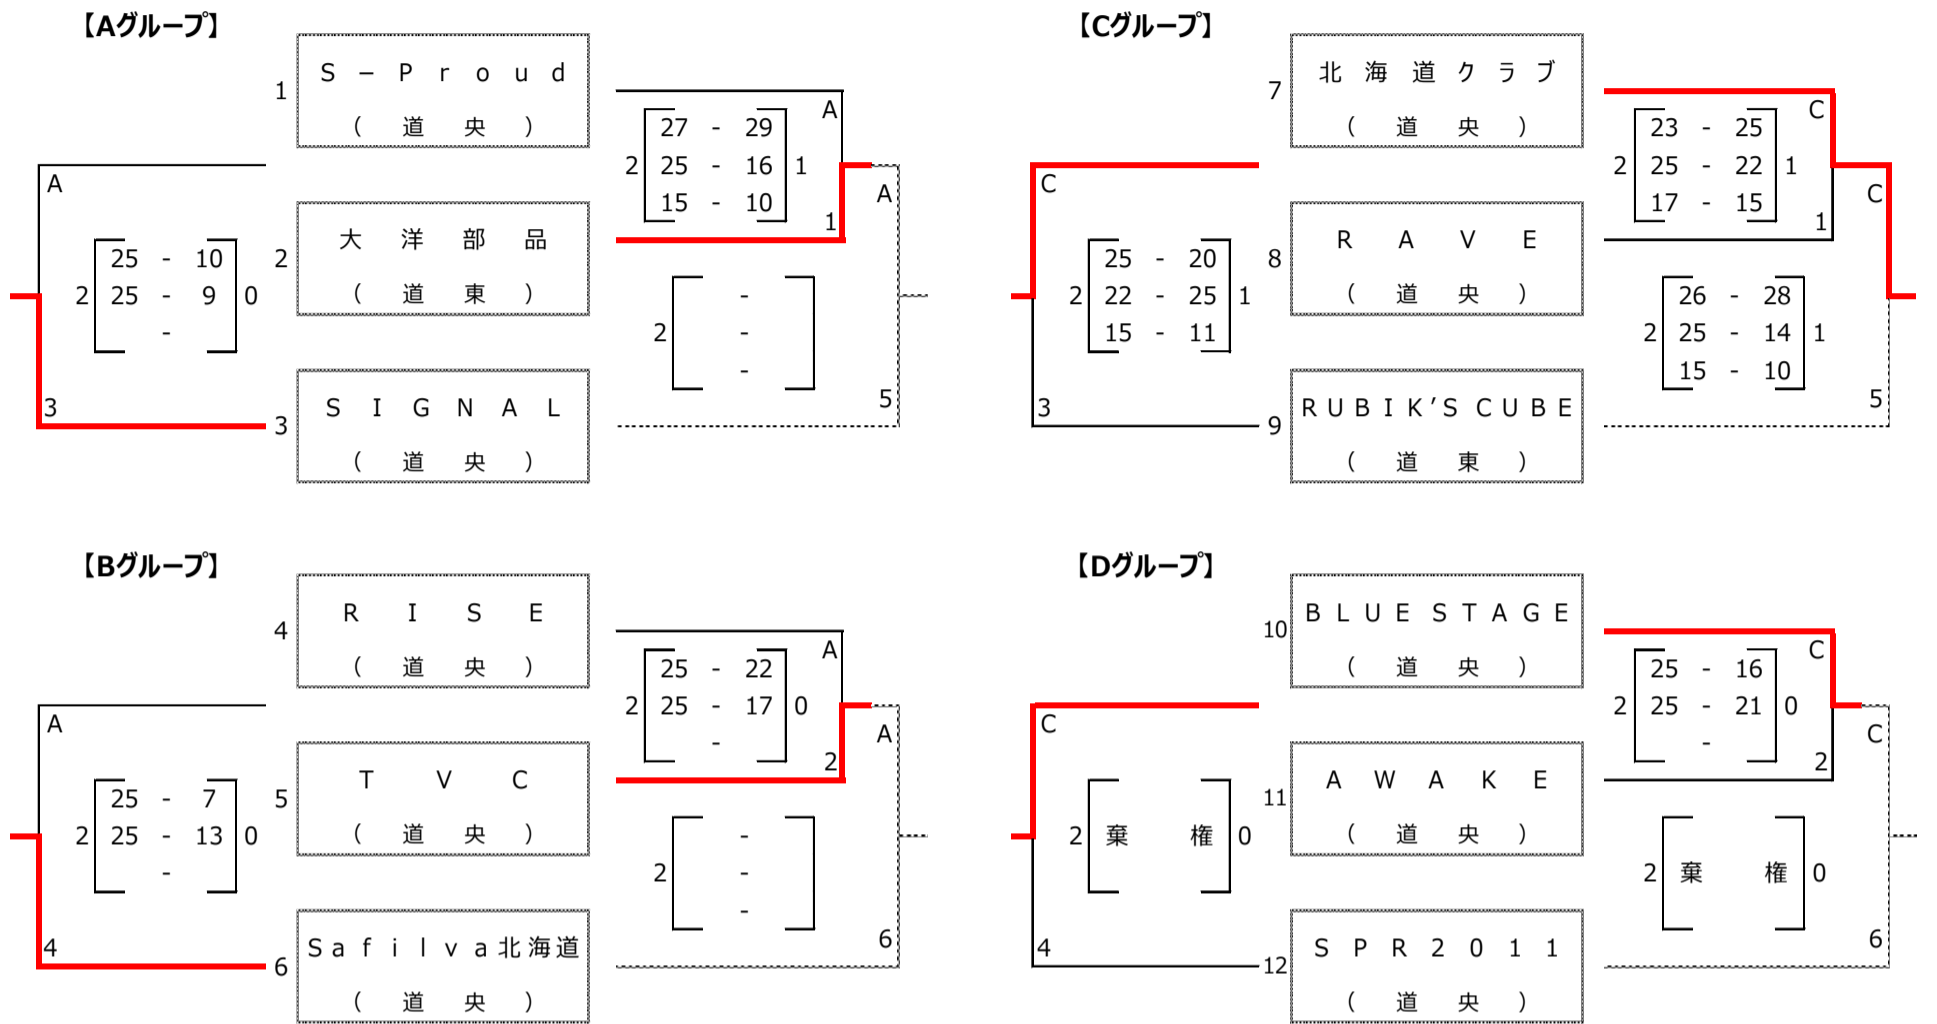 【Aグループ】
1
S－Proud
(道央)
2
大洋部品
(道東)
3
SIGNAL
(道央)
A
2
25 - 10
25 - 9
-
0
3
A
2
27 - 29
25 - 16
15 - 10
1
1
A
2
-
-
-
5
【Bグループ】
4
RISE
(道央)
5
TVC
(道央)
6
Safilva北海道
(道央)
A
2
25 - 7
25 - 13
-
0
4
A
2
25 - 22
25 - 17
-
0
2
A
2
-
-
-
6
【Cグループ】
7
北海道クラブ
(道央)
8
RAVE
(道央)
9
RUBIK'S CUBE
(道東)
C
2
25 - 20
22 - 25
15 - 11
1
3
C
2
23 - 25
25 - 22
17 - 15
1
1
C
2
26 - 28
25 - 14
15 - 10
1
5
【Dグループ】
10
BLUE STAGE
(道央)
11
AWAKE
(道央)
12
SPR2011
(道央)
C
2
棄権
0
4
C
2
25 - 16
25 - 21
-
0
2
C
2
棄権
0
6